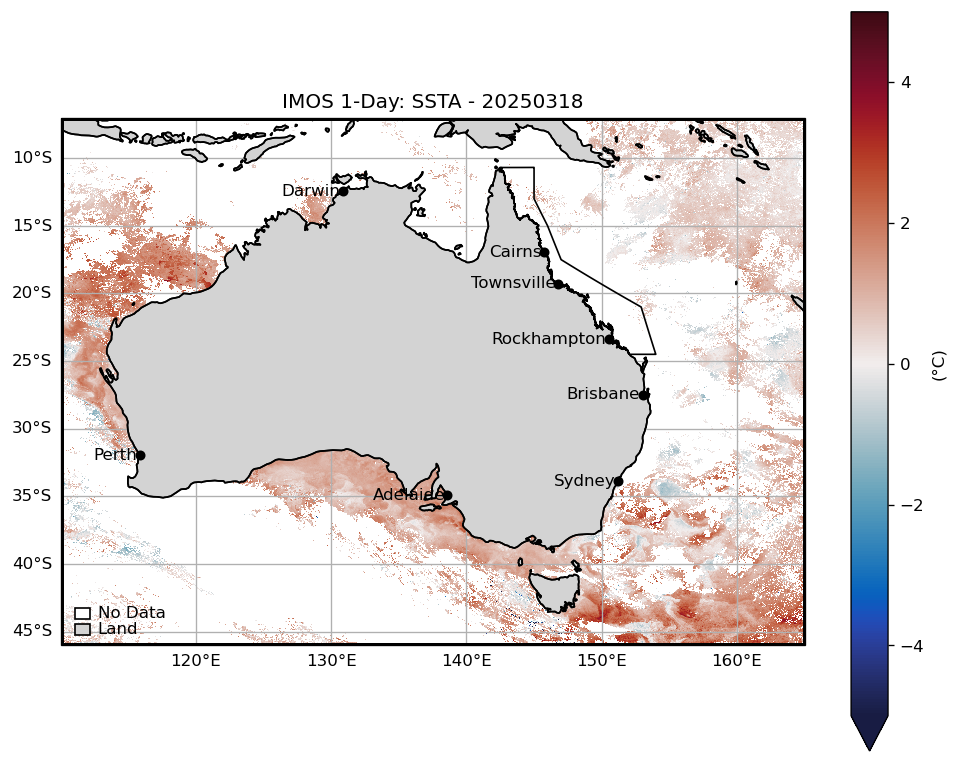 IMOS 1-Day: SSTA - 20250318
4
2
0
−2
−4
(°C)
10°S
15°S
20°S
25°S
30°S
35°S
40°S
45°S
Darwin
Cairns
Townsville
Rockhampton
Brisbane
Perth
Sydney
Adelaide
No Data
Land
120°E
130°E
140°E
150°E
160°E